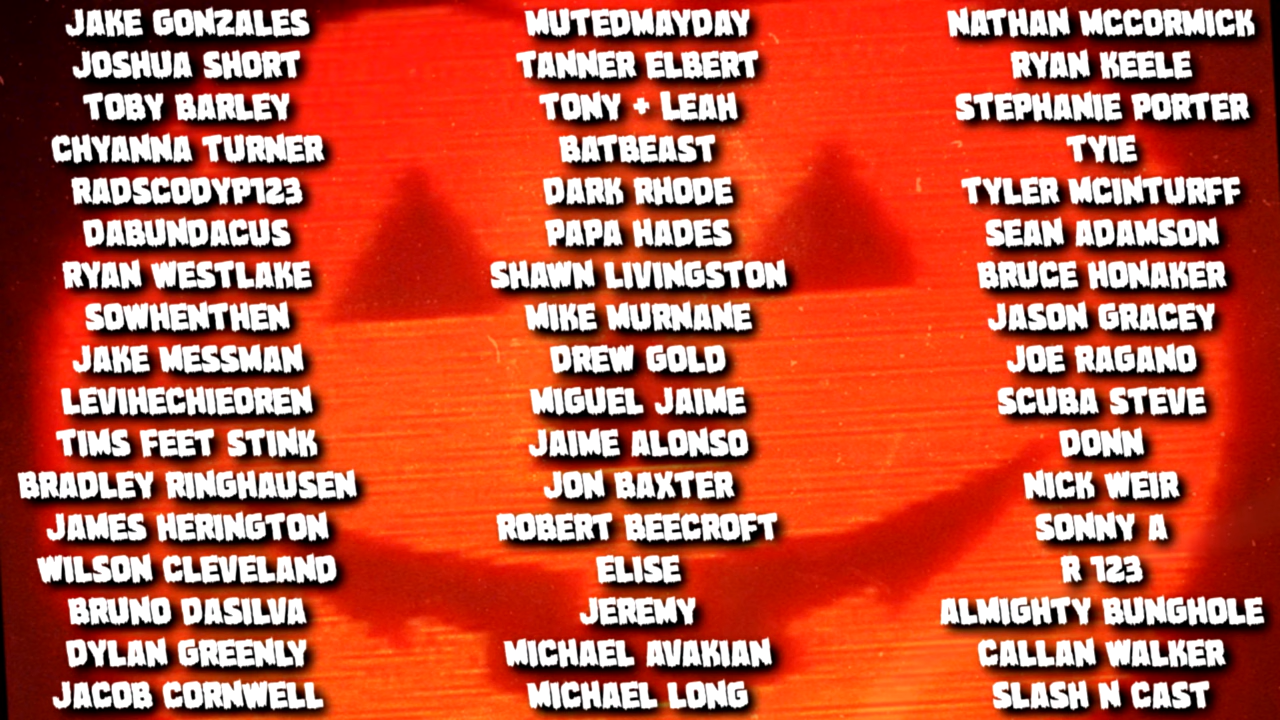 JAKE GONZALES
JOSHUA SHORT
TOBY BARLEY
CHYANNA TURNER
RADSCODYP123
DABUNDACUS
RYAN WESTLAKE
SOWHENTHEN
JAKE MESSMAN
LEVIHECHIEOREN
TIMS FEET STINK
BRADLEY RINGHAUSEN
JAMES HERINGTON
WILSON CLEVELAND
BRUNO DASILVA
DYLAN GREENLY
JACOB CORNWELL
MUTEDMAYDAY
TANNER ELBERT
TONY + LEAH
BATBEAST
DARK RHODE
PAPA HADES
SHAWN LIVINGSTON
MIKE MURNANE
DREW GOLD
MIGUEL JAIME
JAIME ALONSO
JON BAXTER
ROBERT BEECROFT
ELISE
JEREMY
MICHAEL AVAKIAN
MICHAEL LONG
NATHAN MCCORMICK
RYAN KEELE
STEPHANIE PORTER
TYIE
TYLER MCINTURFF
SEAN ADAMSON
BRUCE HONAKER
JASON GRACEY
JOE RAGANO
SCUBA STEVE
DONN
NICK WEIR
SONNY A
R 123
ALMIGHTY BUNGHOLE
CALLAN WALKER
SLASH N CAST